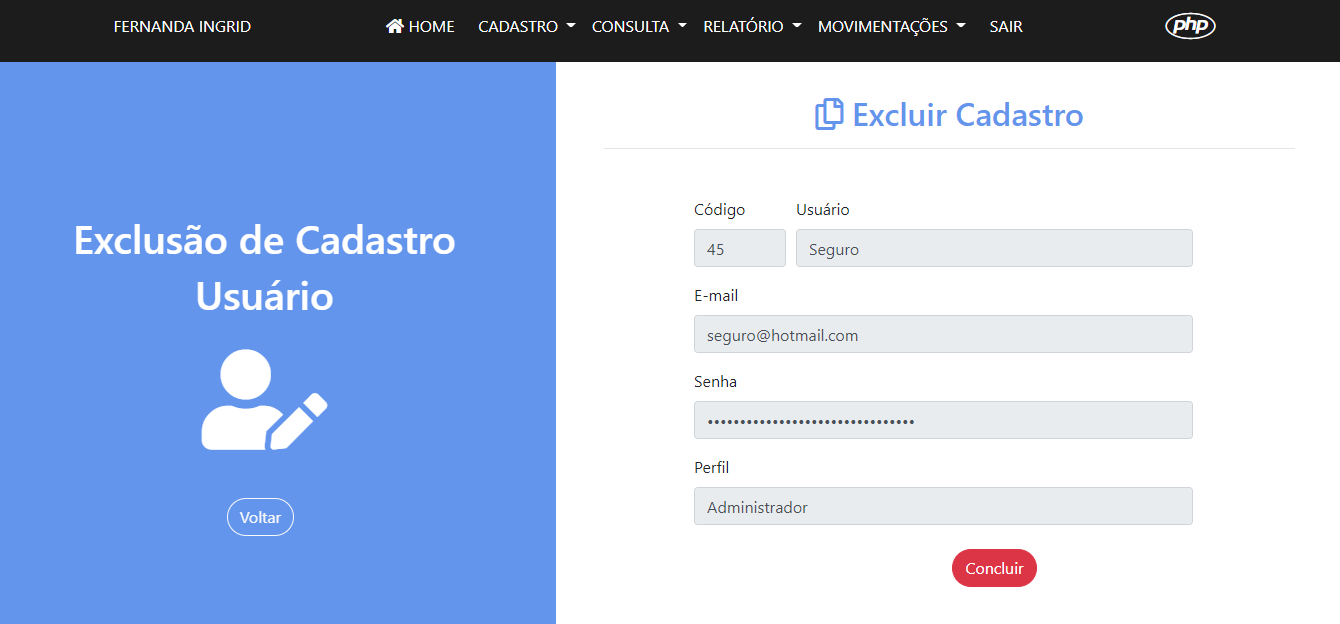 FERNANDA INGRID HOME CADASTRO CONSULTA RELATÓRIO MOVIMENTAÇÕES SAIR php
Exclusão de Cadastro
Usuário
Voltar
Excluir Cadastro
Código Usuário
45 Seguro
E-mail
seguro@hotmail.com
Senha
••••••••••••••••••••••••••••••••
Perfil
Administrador
Concluir